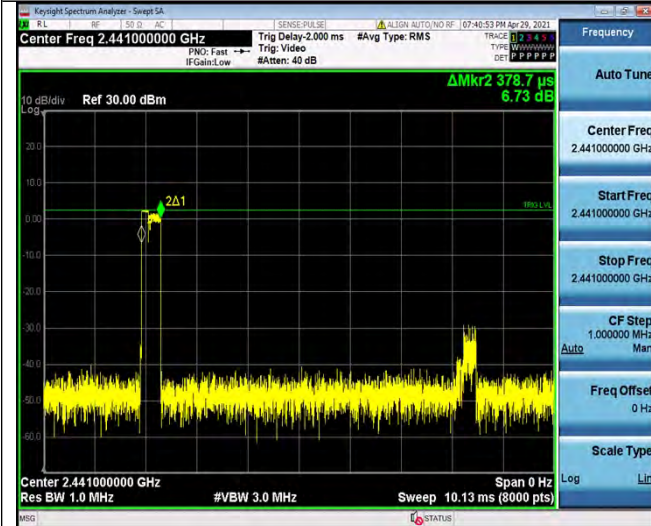 Keysight Spectrum Analyzer - Swept SA
RL RF 50 Ω AC SENSE:PULSE ALIGN AUTO/NO RF 07:40:53 PM Apr 29, 2021
Center Freq 2.441000000 GHz
PNO: Fast
IFGain:Low
Trig Delay-2.000 ms
Trig: Video
#Atten: 40 dB
#Avg Type: RMS
TRACE 1 2 3 4 5 6
TYPE WWWWWW
DET P P P P P P
ΔMkr2 378.7 µs
6.73 dB
10 dB/div
Log
Ref 30.00 dBm
20.0
10.0
0.00
-10.0
-20.0
-30.0
-40.0
-50.0
-60.0
2Δ1
TRIG LVL
Center 2.441000000 GHz
Res BW 1.0 MHz
#VBW 3.0 MHz
Span 0 Hz
Sweep 10.13 ms (8000 pts)
MSG
STATUS
Frequency
Auto Tune
Center Freq
2.441000000 GHz
Start Freq
2.441000000 GHz
Stop Freq
2.441000000 GHz
CF Step
1.000000 MHz
Auto Man
Freq Offset
0 Hz
Scale Type
Log Lin